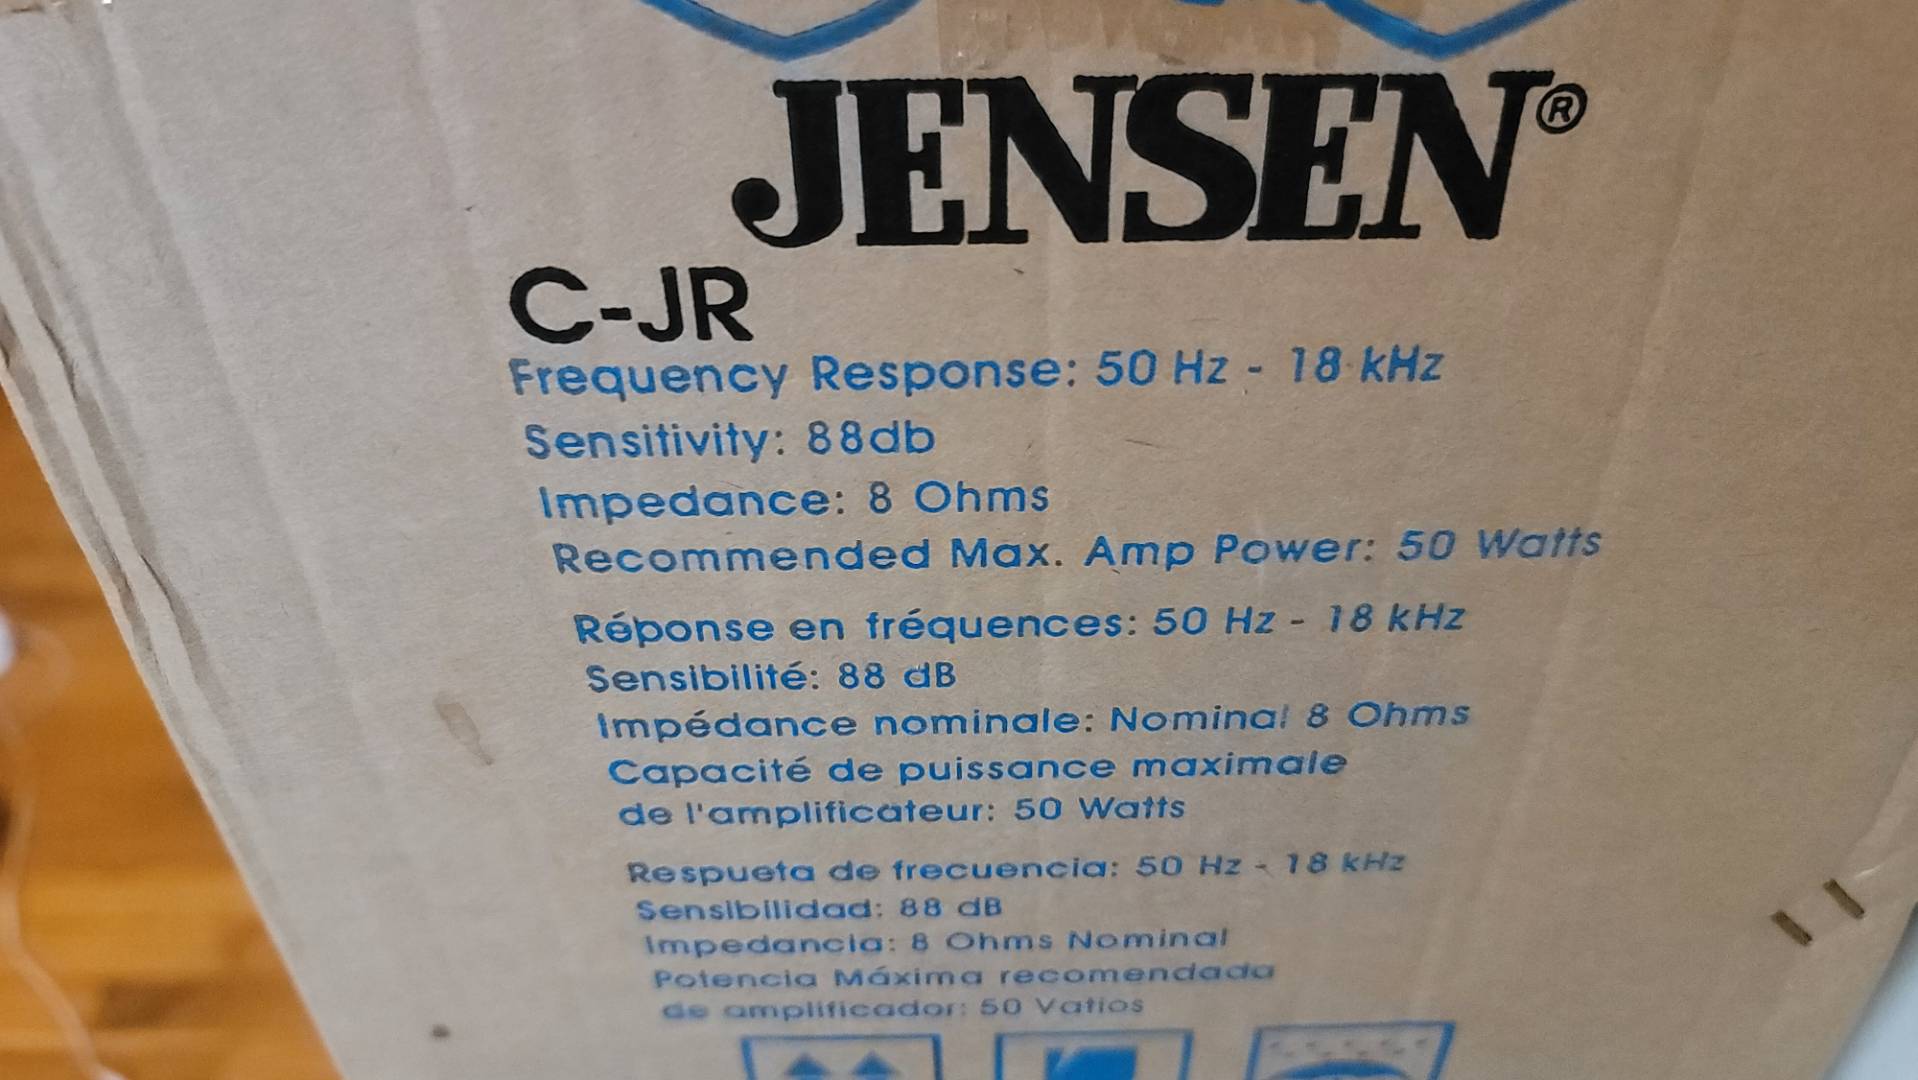 JENSEN®
C-JR
Frequency Response: 50 Hz - 18 kHz
Sensitivity: 88db
Impedance: 8 Ohms
Recommended Max. Amp Power: 50 Watts
Réponse en fréquences: 50 Hz - 18 kHz
Sensibilité: 88 dB
Impédance nominale: Nominal 8 Ohms
Capacité de puissance maximale
de l'amplificateur: 50 Watts
Respueta de frecuencia: 50 Hz - 18 kHz
Sensibilidad: 88 dB
Impedancia: 8 Ohms Nominal
Potencia Máxima recomendada
de amplificador: 50 Vatios